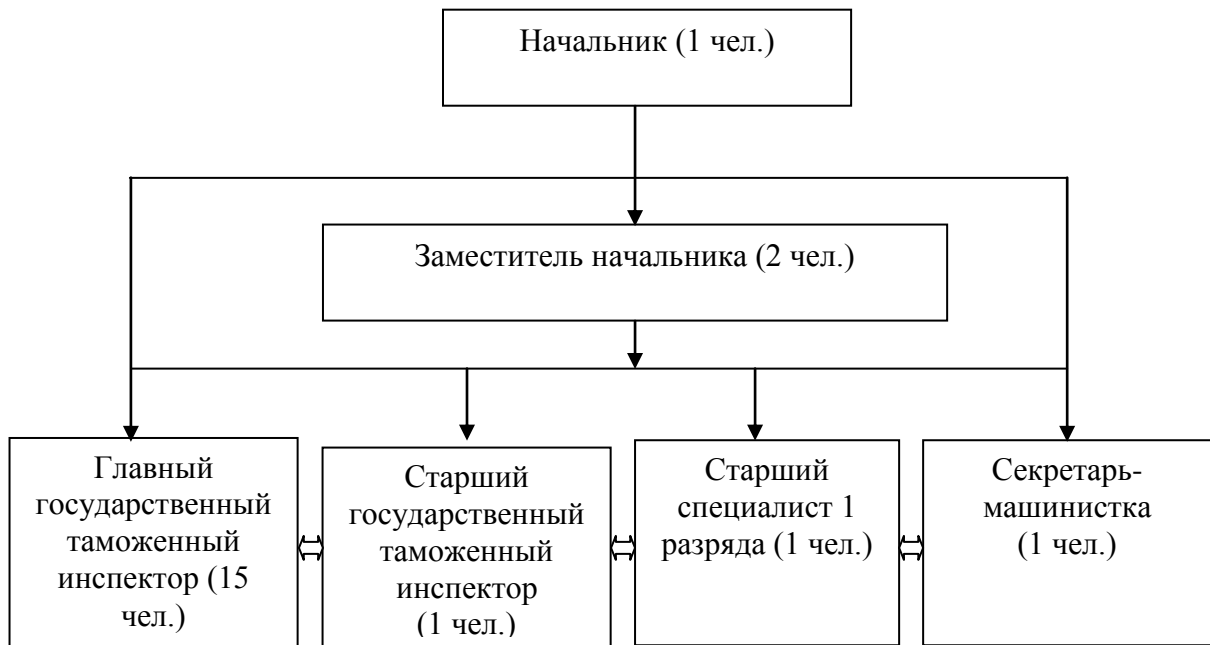 Начальник (1 чел.)
Заместитель начальника (2 чел.)
Главный
государственный
таможенный
инспектор (15
чел.)
Старший
государственный
таможенный
инспектор
(1 чел.)
Старший
специалист 1
разряда (1 чел.)
Секретарь-
машинистка
(1 чел.)